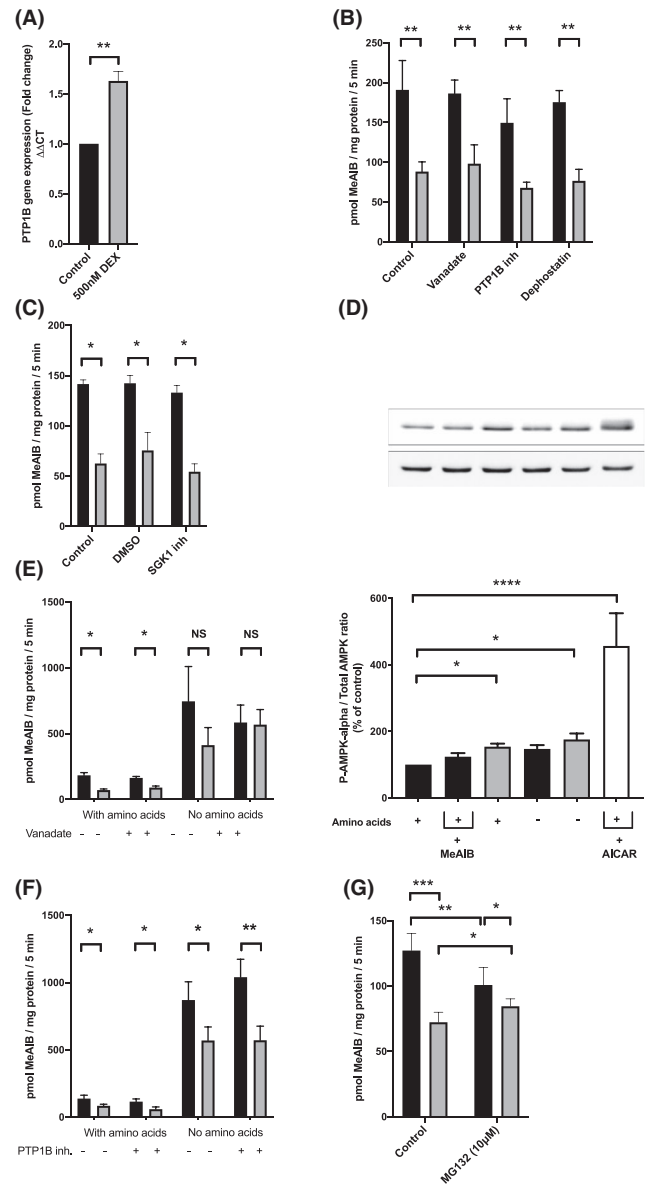 (A)
**
PTP1B gene expression (Fold change)
ΔΔCT
2.0
1.5
1.0
0.5
0.0
Control
500nM DEX
(B)
** ** ** **
pmol MeAIB / mg protein / 5 min
250
200
150
100
50
0
Control
Vanadate
PTP1B inh
Dephostatin
(C)
* * *
pmol MeAIB / mg protein / 5 min
200
150
100
50
0
Control
DMSO
SGK1 inh
(D)
****
*
*
P-AMPK-alpha / Total AMPK ratio
(% of control)
600
400
200
0
Amino acids + + + - - +
+ +
MeAIB AICAR
(E)
* * NS NS
pmol MeAIB / mg protein / 5 min
1500
1000
500
0
With amino acids No amino acids
Vanadate - - + + - - + +
(F)
* * * **
pmol MeAIB / mg protein / 5 min
1500
1000
500
0
With amino acids No amino acids
PTP1B inh. - - + + - - + +
(G)
***
** *
*
pmol MeAIB / mg protein / 5 min
150
100
50
0
Control
MG132 (10μM)